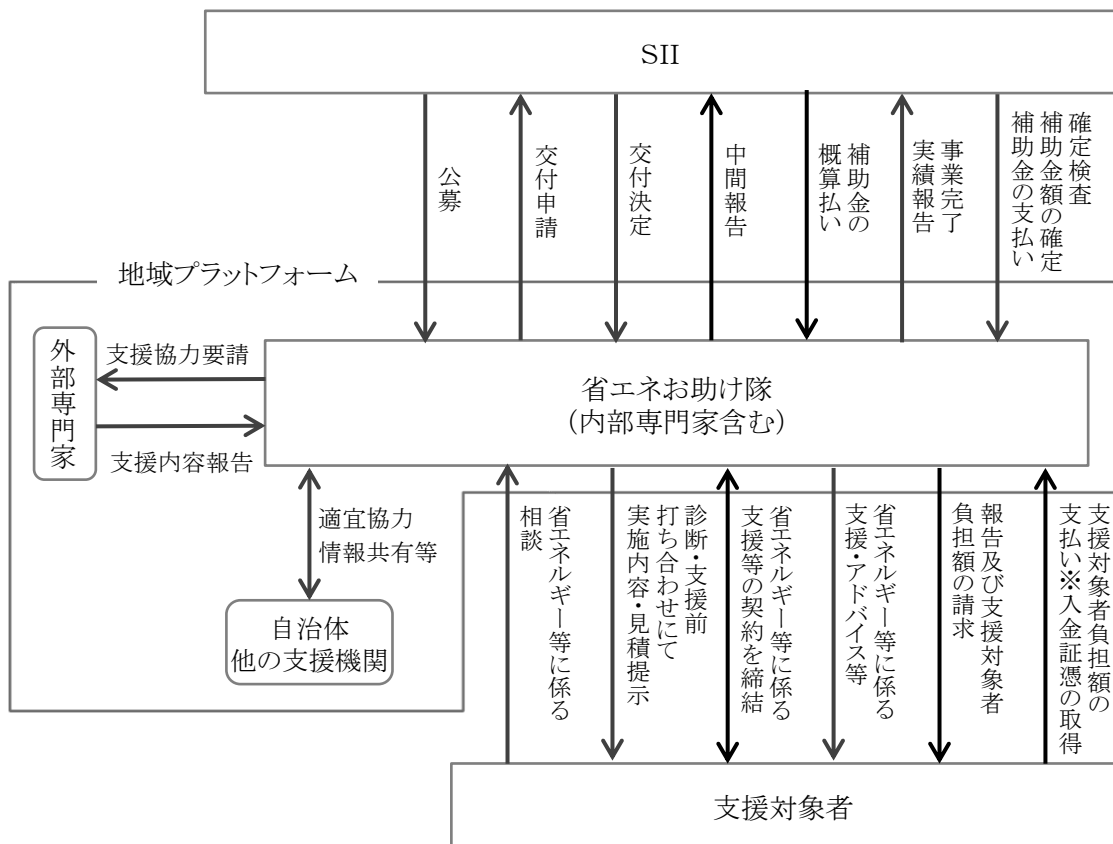 SII
公募
交付申請
交付決定
中間報告
補助金の
概算払い
事業完了
実績報告
確定検査
補助金額の確定
補助金の支払い
地域プラットフォーム
外部専門家
支援協力要請
支援内容報告
省エネお助け隊
（内部専門家含む）
適宜協力
情報共有等
自治体
他の支援機関
省エネルギー等に係る
相談
診断・支援前
打ち合わせにて
実施内容・見積提示
省エネルギー等に係る
支援等の契約を締結
省エネルギー等に係る
支援・アドバイス等
報告及び支援対象者
負担額の請求
支援対象者負担額の
支払い※入金証憑の取得
支援対象者